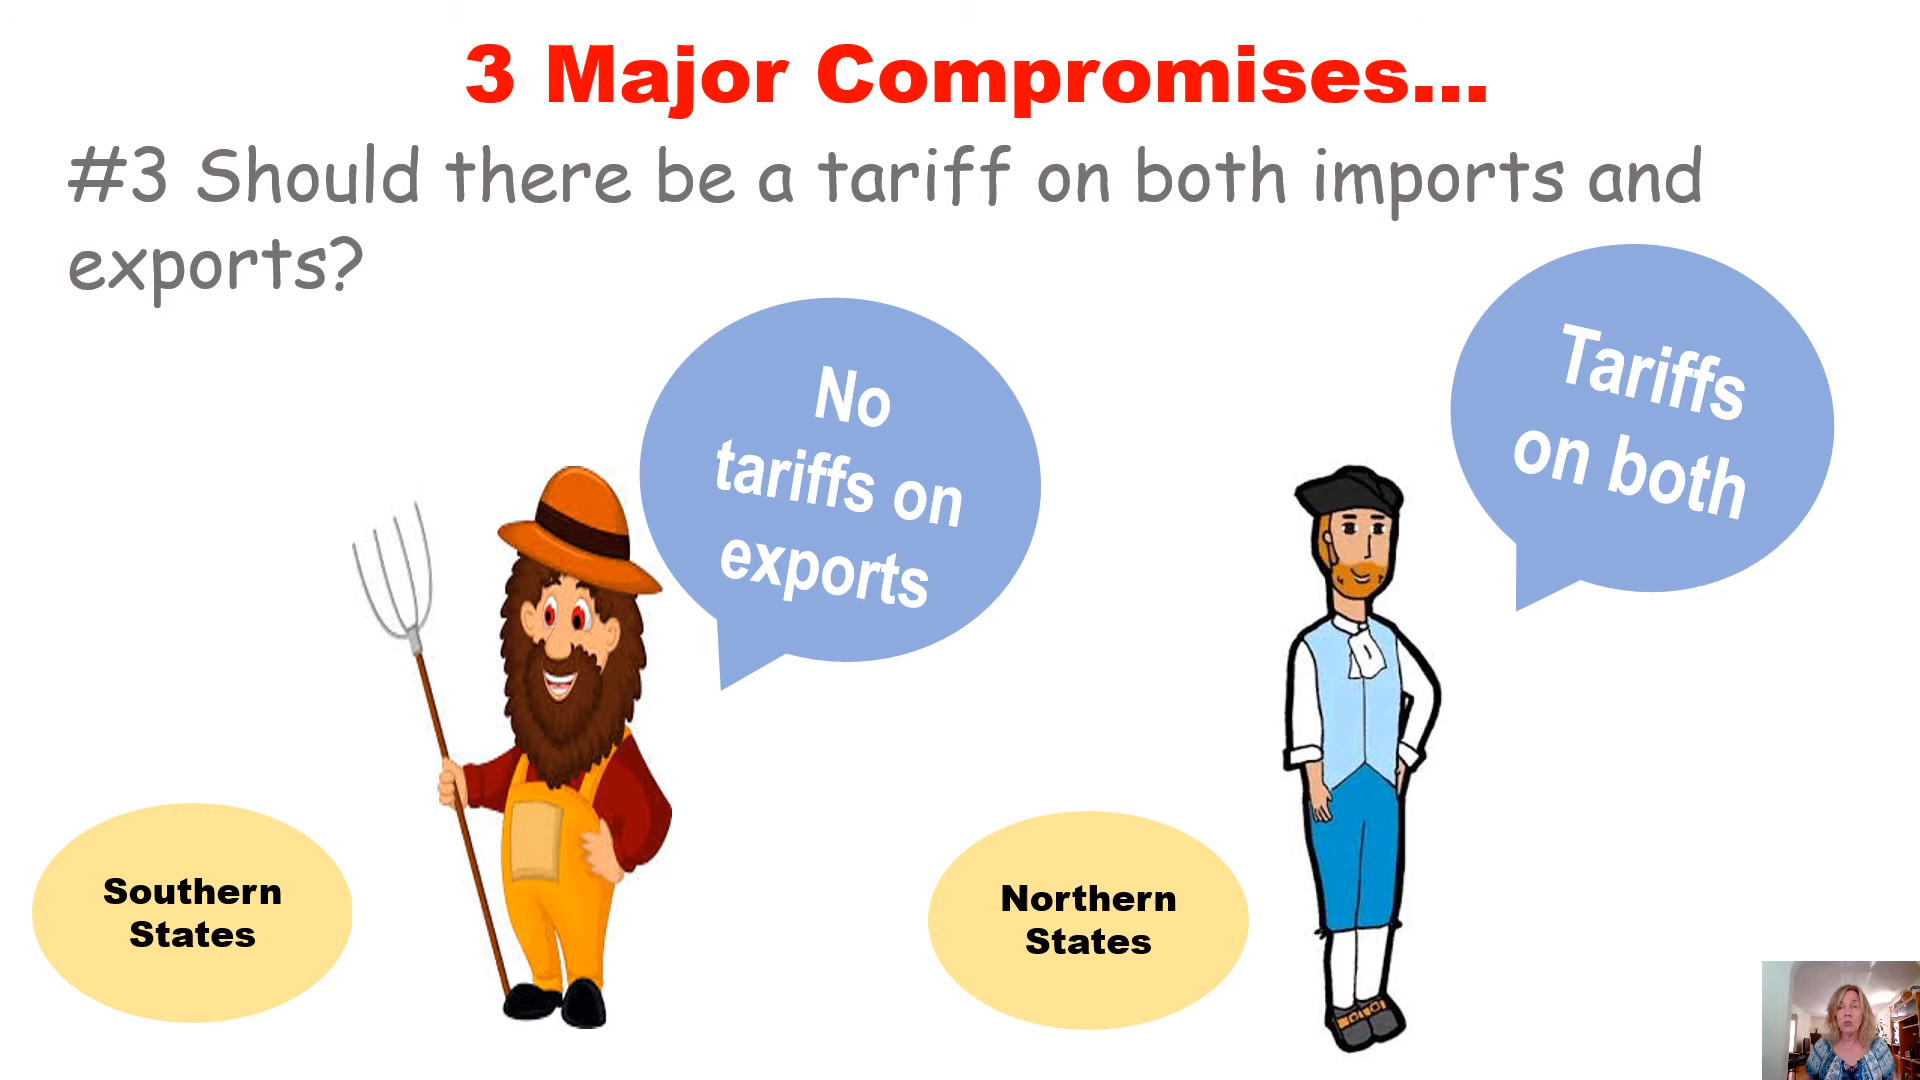 3 Major Compromises...
#3 Should there be a tariff on both imports and
exports?
No
tariffs on
exports
Tariffs
on both
Southern
States
Northern
States